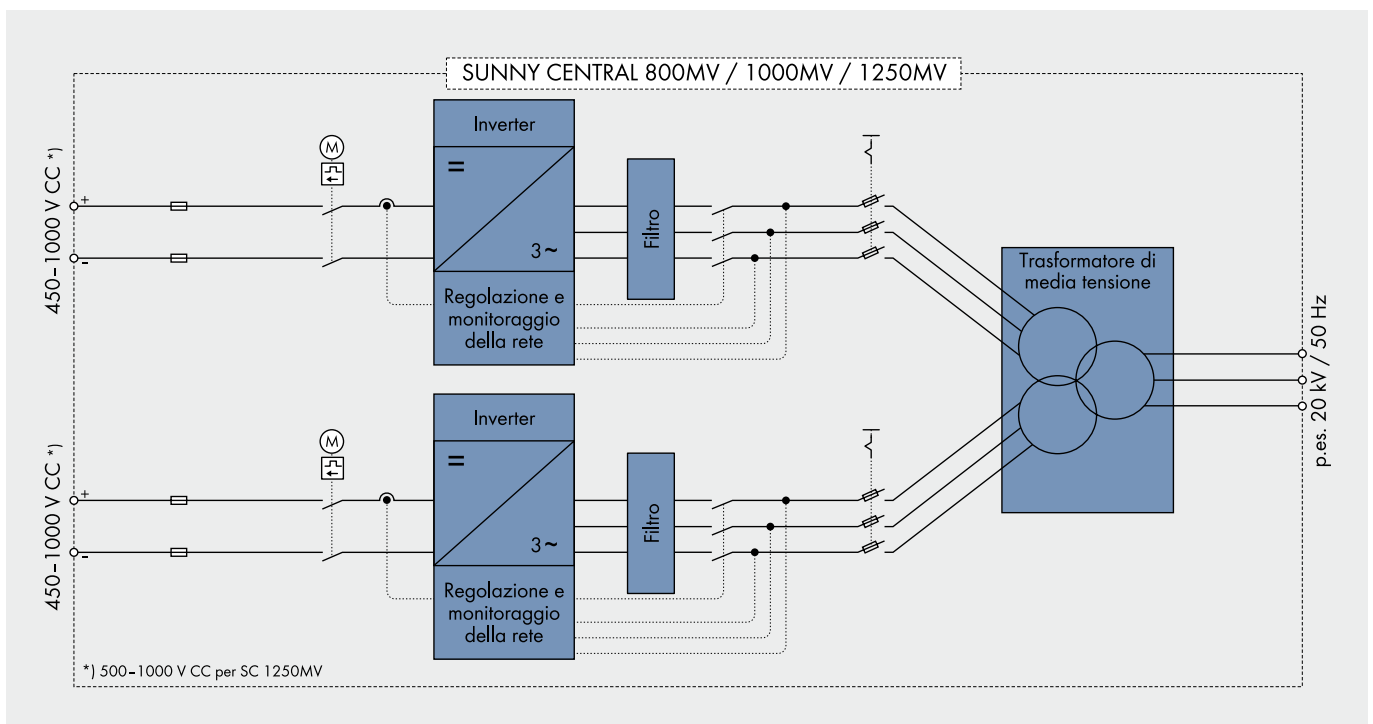 SUNNY CENTRAL 800MV / 1000MV / 1250MV
450–1000 V CC *)
+
-
M
Inverter
=
3~
Regolazione e
monitoraggio
della rete
Filtro
Trasformatore di
media tensione
p.es. 20 kV / 50 Hz
450–1000 V CC *)
+
-
M
Inverter
=
3~
Regolazione e
monitoraggio
della rete
Filtro
*) 500–1000 V CC per SC 1250MV